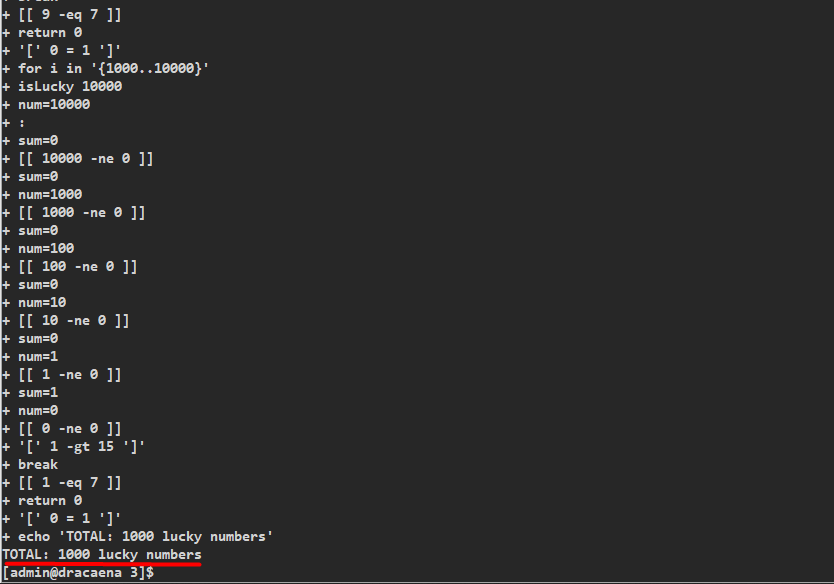 + break
+ [[ 9 -eq 7 ]]
+ return 0
+ '[' 0 = 1 ']'
+ for i in '{1000..10000}'
+ isLucky 10000
+ num=10000
+ :
+ sum=0
+ [[ 10000 -ne 0 ]]
+ sum=0
+ num=1000
+ [[ 1000 -ne 0 ]]
+ sum=0
+ num=100
+ [[ 100 -ne 0 ]]
+ sum=0
+ num=10
+ [[ 10 -ne 0 ]]
+ sum=0
+ num=1
+ [[ 1 -ne 0 ]]
+ sum=1
+ num=0
+ [[ 0 -ne 0 ]]
+ '[' 1 -gt 15 ']'
+ break
+ [[ 1 -eq 7 ]]
+ return 0
+ '[' 0 = 1 ']'
+ echo 'TOTAL: 1000 lucky numbers'
TOTAL: 1000 lucky numbers
[admin@dracaena 3]$